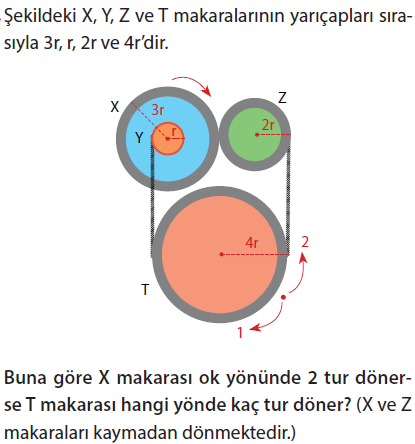 Şekildeki X, Y, Z ve T makaralarının yarıçapları sıra-
sıyla 3r, r, 2r ve 4r’dir.
X
3r
Z
Y
r
2r
4r
2
T
1
Buna göre X makarası ok yönünde 2 tur döner-
se T makarası hangi yönde kaç tur döner? (X ve Z
makaraları kaymadan dönmektedir.)